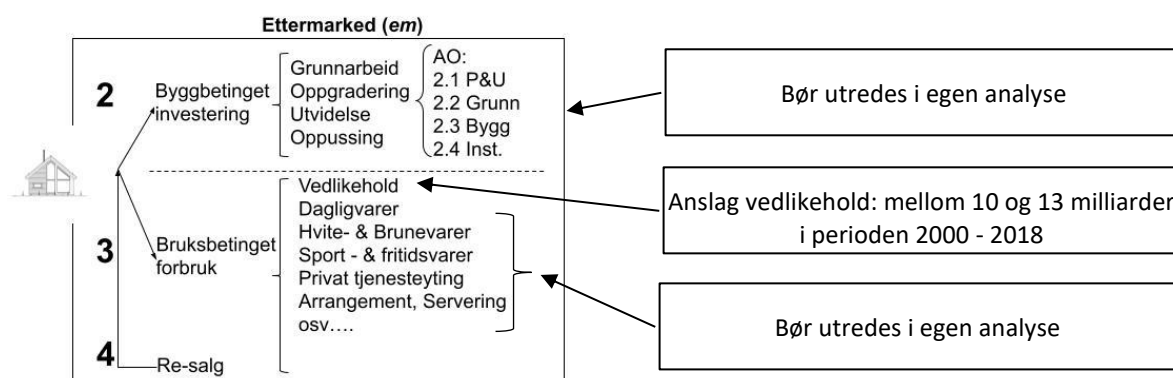 Ettermarked (em)
2
Byggbetinget
investering
Grunnarbeid
Oppgradering
Utvidelse
Oppussing
AO:
2.1 P&U
2.2 Grunn
2.3 Bygg
2.4 Inst.
Bør utredes i egen analyse
3
Bruksbetinget
forbruk
Vedlikehold
Dagligvarer
Hvite- & Brunevarer
Sport - & fritidsvarer
Privat tjenesteyting
Arrangement, Servering
osv….
Anslag vedlikehold: mellom 10 og 13 milliarder
i perioden 2000 - 2018
Bør utredes i egen analyse
4
Re-salg